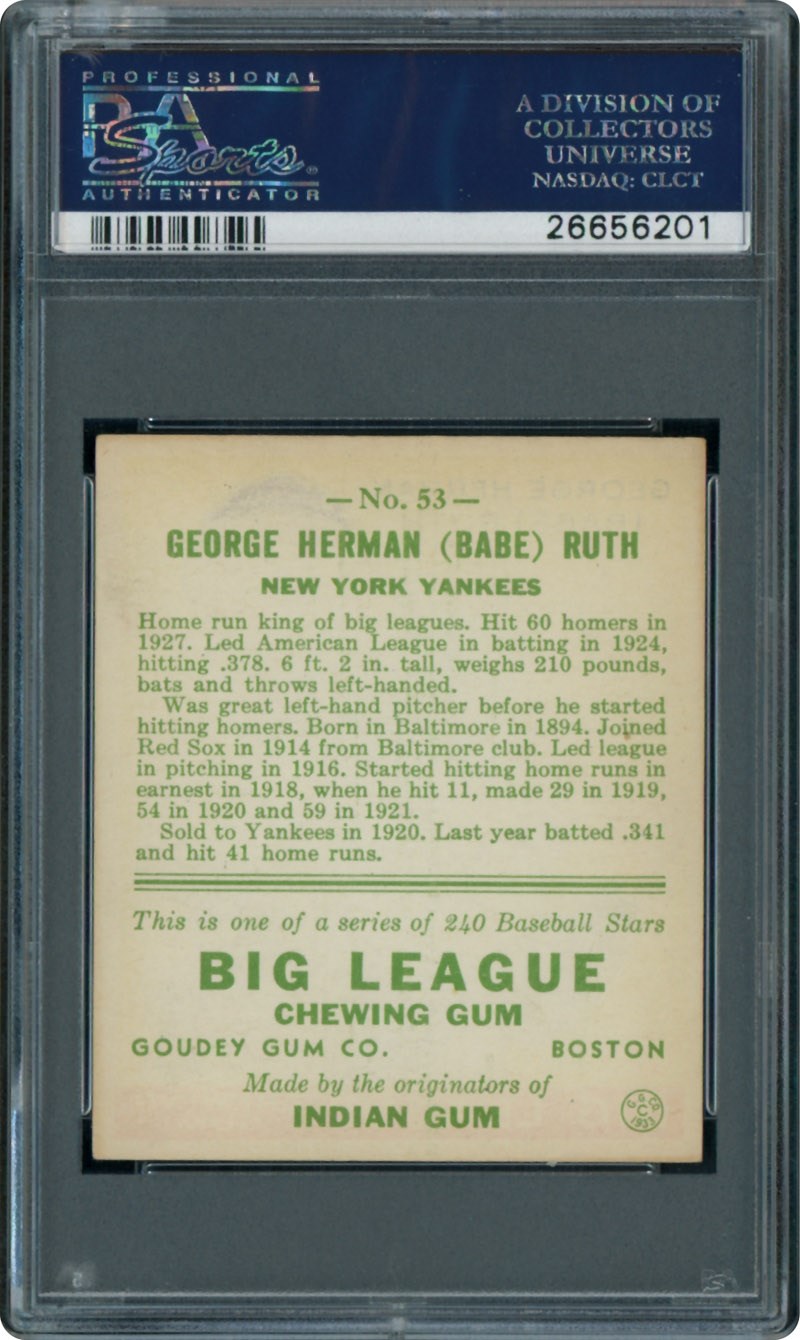 PROFESSIONAL
PSA
Sports®
AUTHENTICATOR
A DIVISION OF
COLLECTORS
UNIVERSE
NASDAQ: CLCT
26656201
—No. 53—
GEORGE HERMAN (BABE) RUTH
NEW YORK YANKEES
Home run king of big leagues. Hit 60 homers in
1927. Led American League in batting in 1924,
hitting .378. 6 ft. 2 in. tall, weighs 210 pounds,
bats and throws left-handed.
Was great left-hand pitcher before he started
hitting homers. Born in Baltimore in 1894. Joined
Red Sox in 1914 from Baltimore club. Led league
in pitching in 1916. Started hitting home runs in
earnest in 1918, when he hit 11, made 29 in 1919,
54 in 1920 and 59 in 1921.
Sold to Yankees in 1920. Last year batted .341
and hit 41 home runs.
This is one of a series of 240 Baseball Stars
BIG LEAGUE
CHEWING GUM
GOUDEY GUM CO. BOSTON
Made by the originators of
INDIAN GUM
G.G.CO.
C
1933